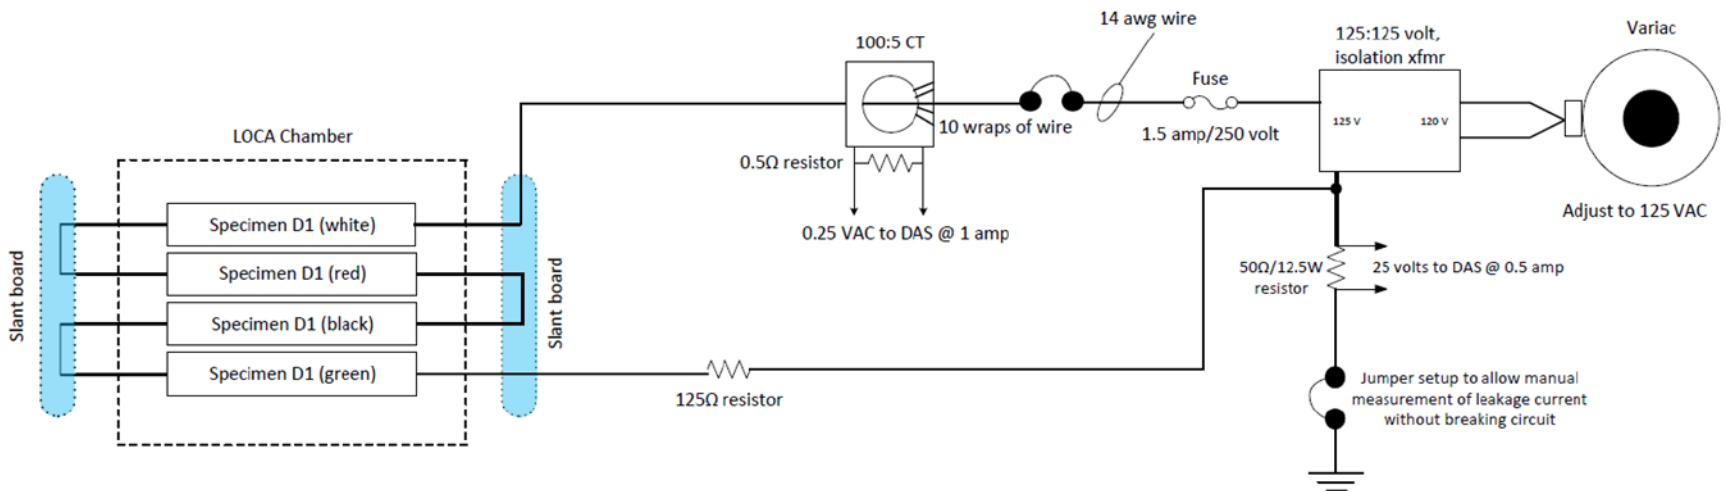 14 awg wire
Variac
100:5 CT
125:125 volt,
isolation xfmr
Fuse
125 V
120 V
10 wraps of wire
1.5 amp/250 volt
LOCA Chamber
0.5Ω resistor
Adjust to 125 VAC
Specimen D1 (white)
0.25 VAC to DAS @ 1 amp
Specimen D1 (red)
50Ω/12.5W
resistor
25 volts to DAS @ 0.5 amp
Slant board
Slant board
Specimen D1 (black)
Specimen D1 (green)
125Ω resistor
Jumper setup to allow manual
measurement of leakage current
without breaking circuit